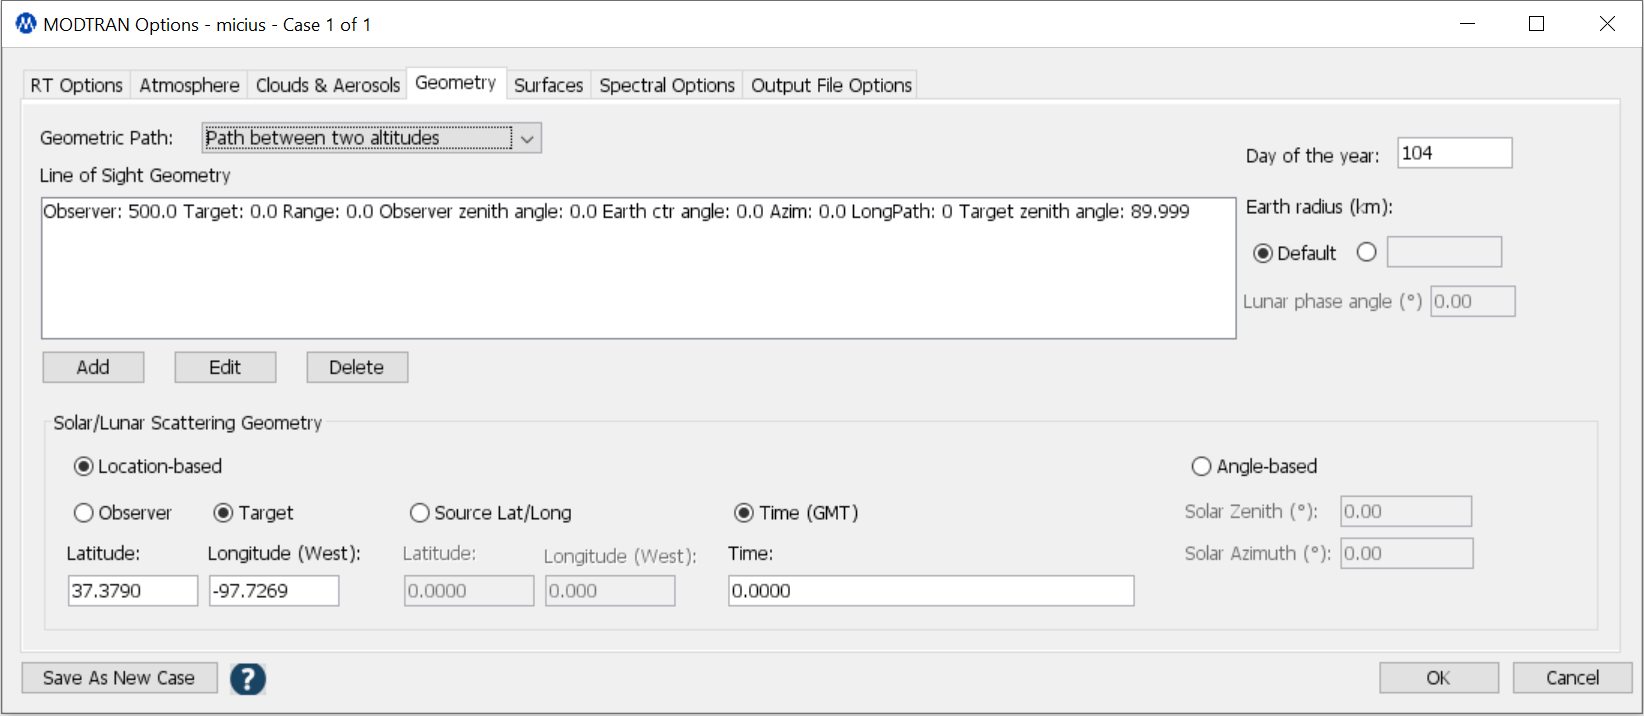 MODTRAN Options - micius - Case 1 of 1
RT Options Atmosphere Clouds & Aerosols Geometry Surfaces Spectral Options Output File Options
Geometric Path: Path between two altitudes
Day of the year: 104
Line of Sight Geometry
Observer: 500.0 Target: 0.0 Range: 0.0 Observer zenith angle: 0.0 Earth ctr angle: 0.0 Azim: 0.0 LongPath: 0 Target zenith angle: 89.999
Earth radius (km):
Default
Lunar phase angle (°) 0.00
Add Edit Delete
Solar/Lunar Scattering Geometry
Location-based Angle-based
Observer Target Source Lat/Long Time (GMT) Solar Zenith (°): 0.00
Latitude: Longitude (West): Latitude: Longitude (West): Time: Solar Azimuth (°): 0.00
37.3790 -97.7269 0.0000 0.000 0.0000
Save As New Case ? OK Cancel